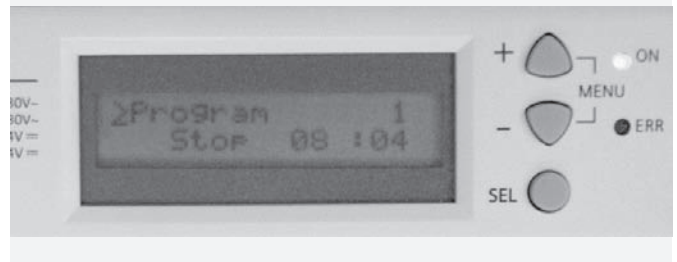 ≥Program 1
Stop 08 :04
+
ON
MENU
-
ERR
SEL